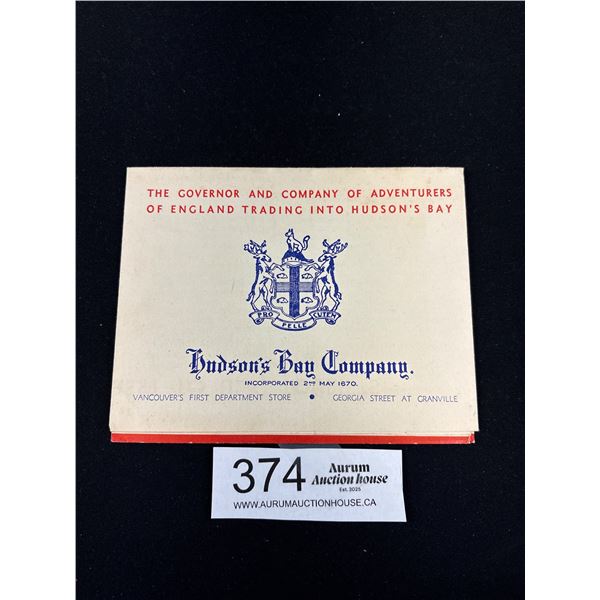 THE GOVERNOR AND COMPANY OF ADVENTURERS
OF ENGLAND TRADING INTO HUDSON'S BAY
PRO PELLE CUTEM
Hudson's Bay Company.
INCORPORATED 2ND MAY 1670.
VANCOUVER'S FIRST DEPARTMENT STORE • GEORGIA STREET AT GRANVILLE
374
Aurum
Auction house
Est. 3025
WWW.AURUMAUCTIONHOUSE.CA